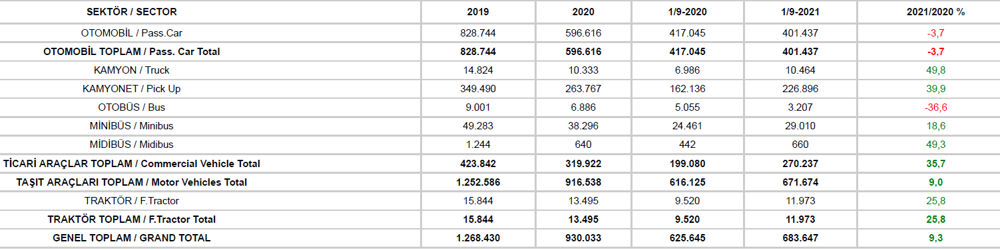 SEKTÖR / SECTOR 2019 2020 1/9-2020 1/9-2021 2021/2020 %
OTOMOBİL / Pass.Car 828.744 596.616 417.045 401.437 -3,7
OTOMOBİL TOPLAM / Pass. Car Total 828.744 596.616 417.045 401.437 -3,7
KAMYON / Truck 14.824 10.333 6.986 10.464 49,8
KAMYONET / Pick Up 349.490 263.767 162.136 226.896 39,9
OTOBÜS / Bus 9.001 6.886 5.055 3.207 -36,6
MİNİBÜS / Minibus 49.283 38.296 24.461 29.010 18,6
MİDİBÜS / Midibus 1.244 640 442 660 49,3
TİCARİ ARAÇLAR TOPLAM / Commercial Vehicle Total 423.842 319.922 199.080 270.237 35,7
TAŞIT ARAÇLARI TOPLAM / Motor Vehicles Total 1.252.586 916.538 616.125 671.674 9,0
TRAKTÖR / F.Tractor 15.844 13.495 9.520 11.973 25,8
TRAKTÖR TOPLAM / F.Tractor Total 15.844 13.495 9.520 11.973 25,8
GENEL TOPLAM / GRAND TOTAL 1.268.430 930.033 625.645 683.647 9,3